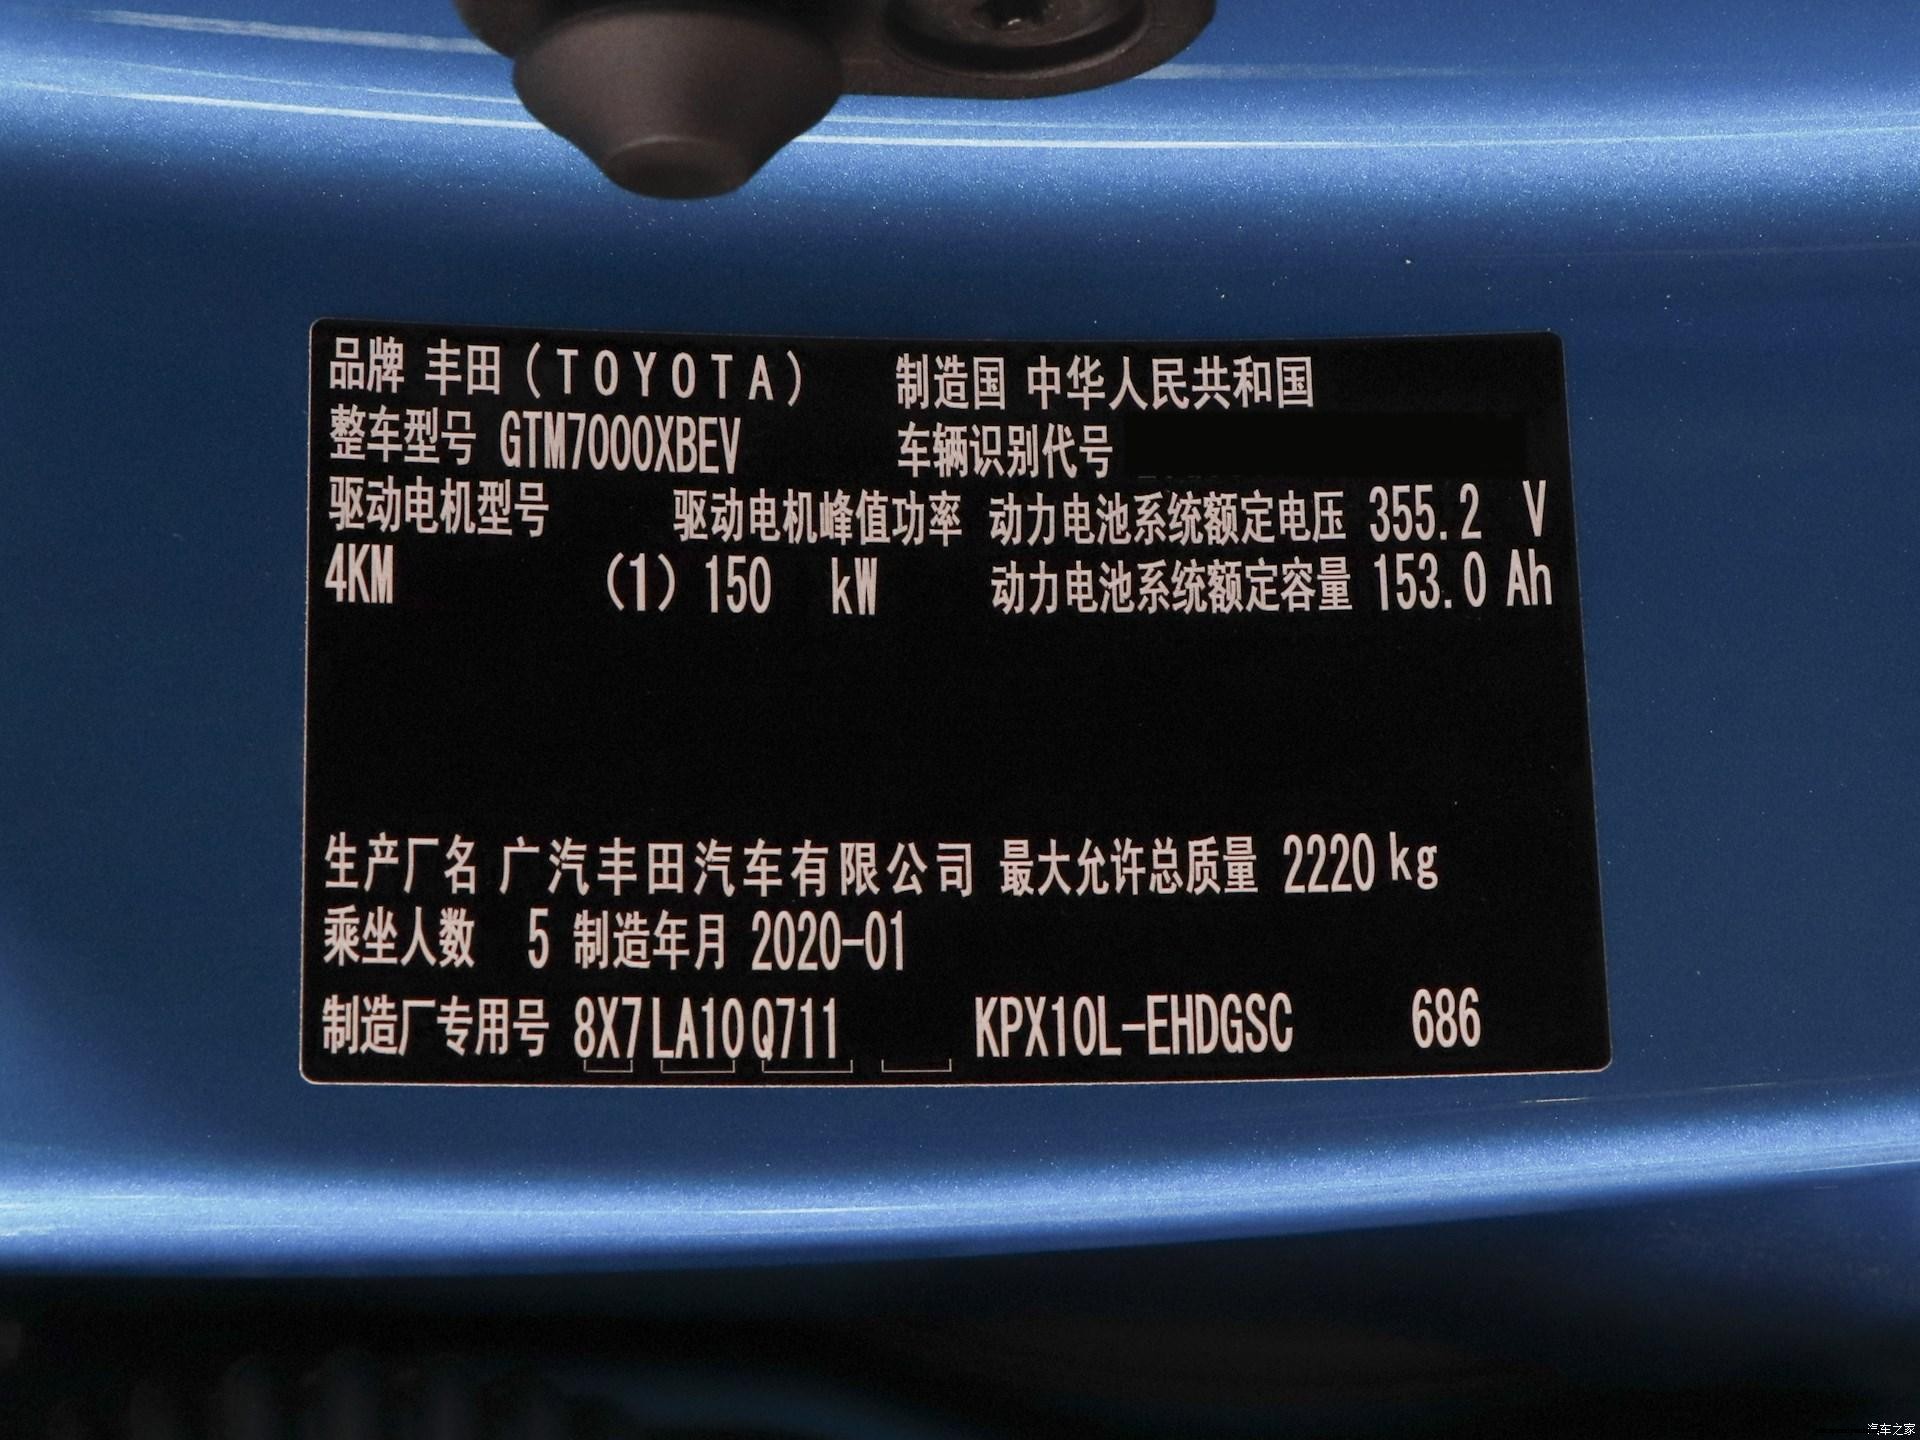 品牌 丰田（TOYOTA） 制造国 中华人民共和国
整车型号 GTM7000XBEV 车辆识别代号
驱动电机型号 驱动电机峰值功率 动力电池系统额定电压 355.2 V
4KM （1）150 kW 动力电池系统额定容量 153.0 Ah
生产厂名 广汽丰田汽车有限公司 最大允许总质量 2220 kg
乘坐人数 5 制造年月 2020-01
制造厂专用号 8X7 LA10 Q711 KPX10L-EHDGSC 686
汽车之家